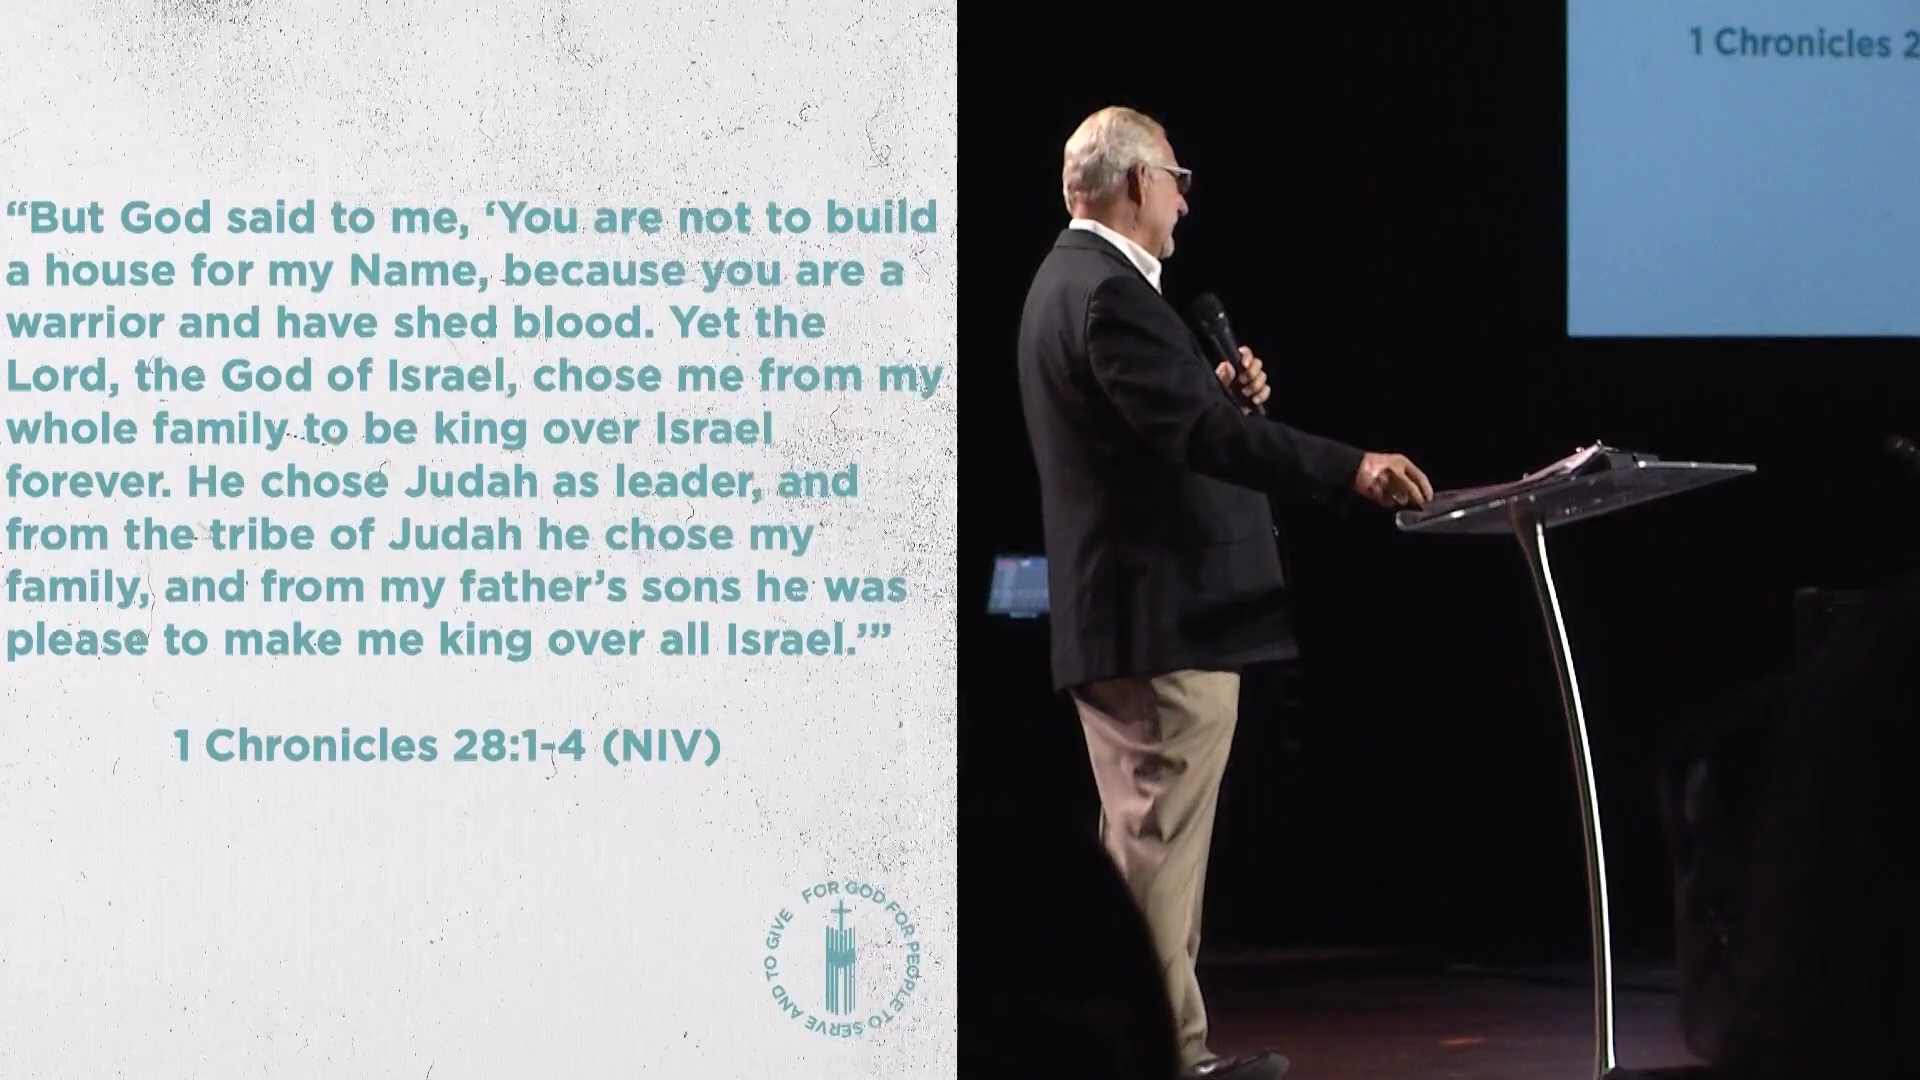 “But God said to me, ‘You are not to build
a house for my Name, because you are a
warrior and have shed blood. Yet the
Lord, the God of Israel, chose me from my
whole family to be king over Israel
forever. He chose Judah as leader, and
from the tribe of Judah he chose my
family, and from my father’s sons he was
please to make me king over all Israel.’”
1 Chronicles 28:1-4 (NIV)
FOR GOD FOR PEOPLE TO SERVE AND TO GIVE
1 Chronicles 2